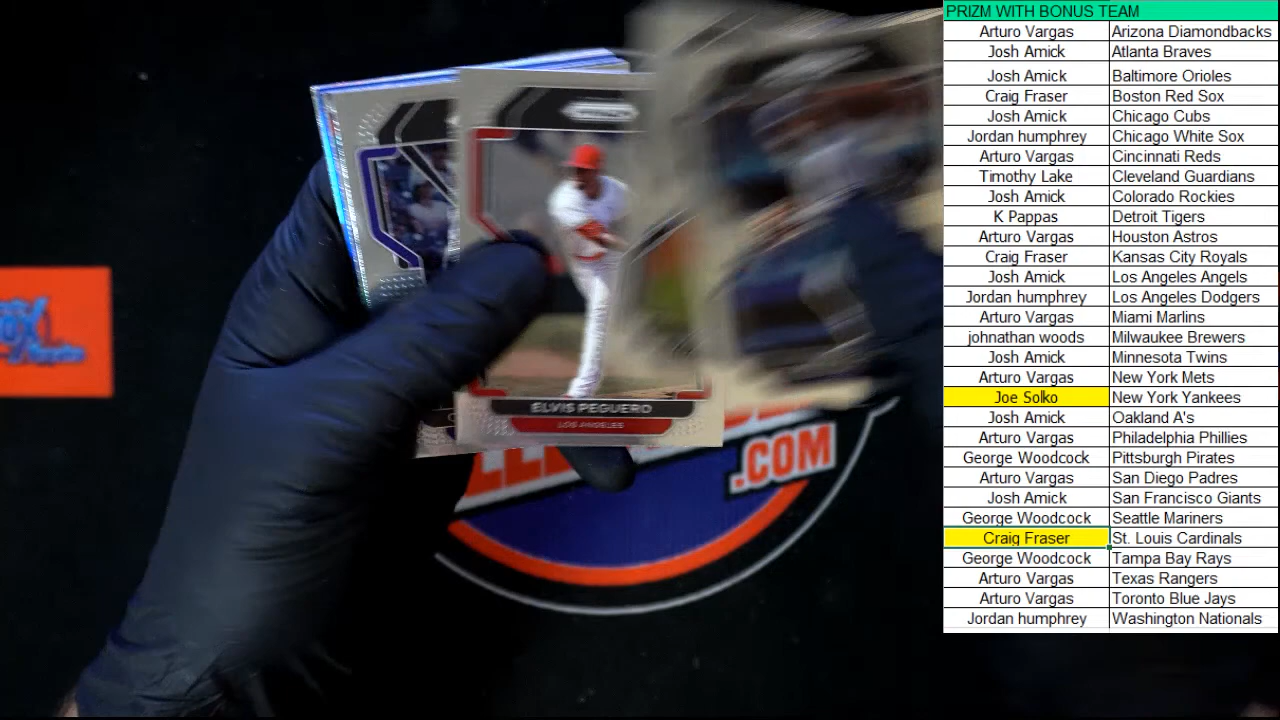 PRIZM WITH BONUS TEAM
Arturo Vargas Arizona Diamondbacks
Josh Amick Atlanta Braves
Josh Amick Baltimore Orioles
Craig Fraser Boston Red Sox
Josh Amick Chicago Cubs
Jordan humphrey Chicago White Sox
Arturo Vargas Cincinnati Reds
Timothy Lake Cleveland Guardians
Josh Amick Colorado Rockies
K Pappas Detroit Tigers
Arturo Vargas Houston Astros
Craig Fraser Kansas City Royals
Josh Amick Los Angeles Angels
Jordan humphrey Los Angeles Dodgers
Arturo Vargas Miami Marlins
johnathan woods Milwaukee Brewers
Josh Amick Minnesota Twins
Arturo Vargas New York Mets
Joe Solko New York Yankees
Josh Amick Oakland A's
Arturo Vargas Philadelphia Phillies
George Woodcock Pittsburgh Pirates
Arturo Vargas San Diego Padres
Josh Amick San Francisco Giants
George Woodcock Seattle Mariners
Craig Fraser St. Louis Cardinals
George Woodcock Tampa Bay Rays
Arturo Vargas Texas Rangers
Arturo Vargas Toronto Blue Jays
Jordan humphrey Washington Nationals
ELVIS PEGUERO
LOS ANGELES
.COM